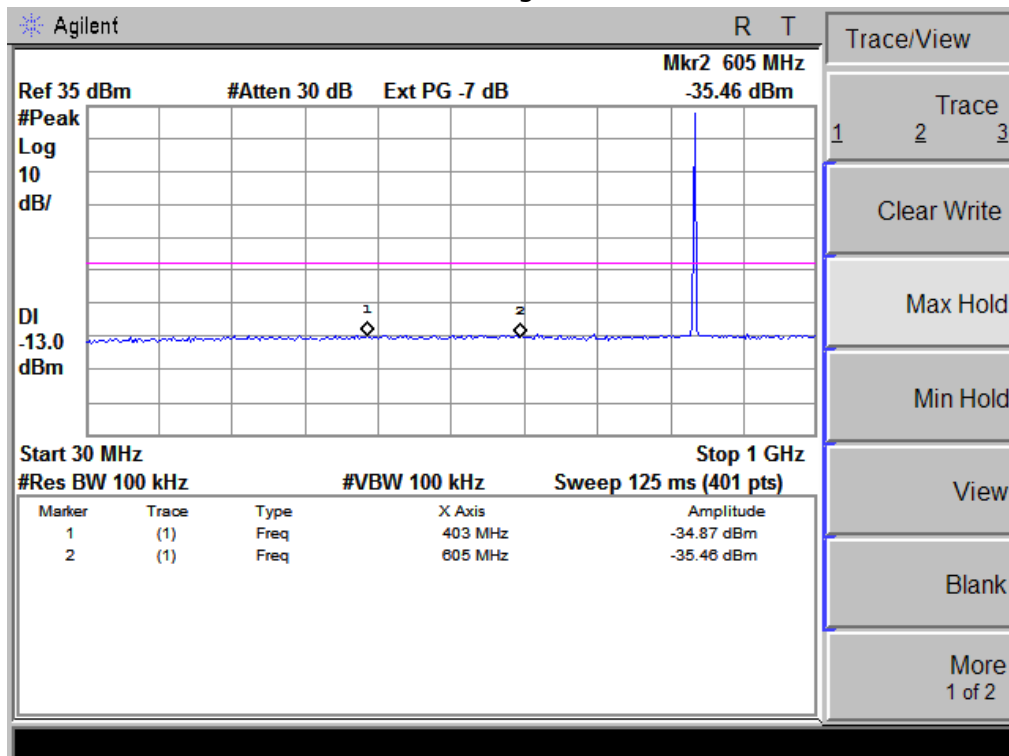 Agilent R T
Mkr2 605 MHz
Ref 35 dBm #Atten 30 dB Ext PG -7 dB -35.46 dBm
#Peak
Log
10
dB/
1 2
DI
-13.0
dBm
Start 30 MHz Stop 1 GHz
#Res BW 100 kHz #VBW 100 kHz Sweep 125 ms (401 pts)
Marker Trace Type X Axis Amplitude
1 (1) Freq 403 MHz -34.87 dBm
2 (1) Freq 605 MHz -35.46 dBm
Trace/View
Trace
1 2 3
Clear Write
Max Hold
Min Hold
View
Blank
More
1 of 2